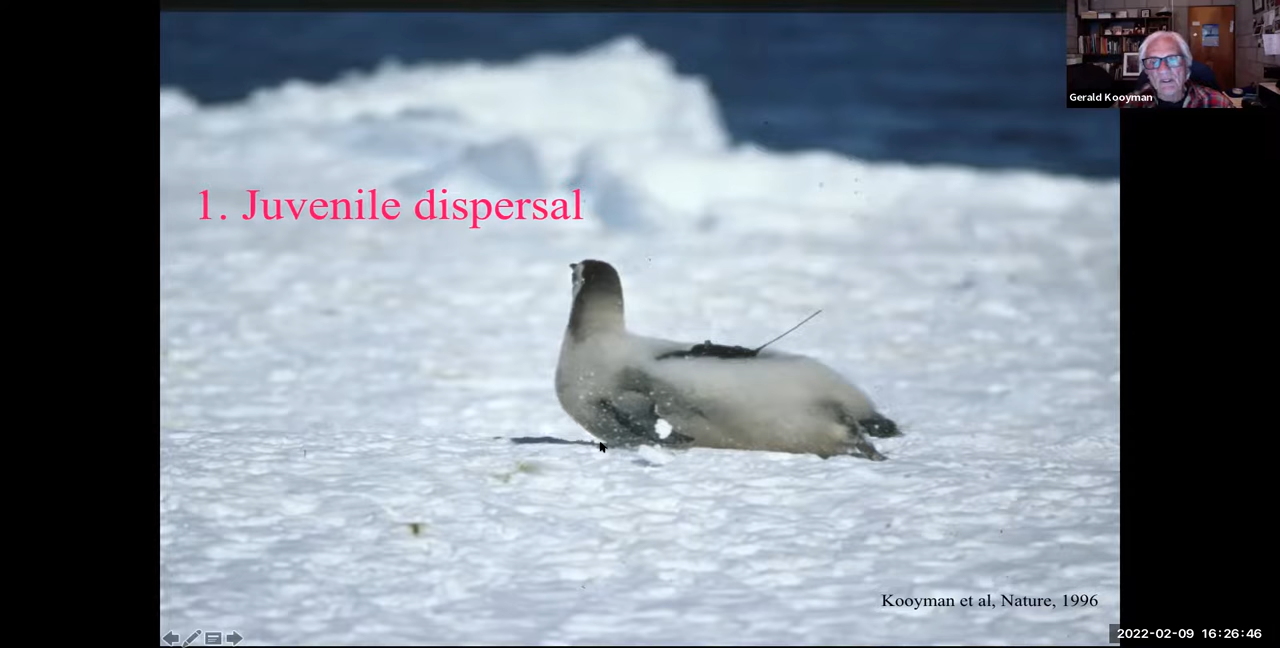 Gerald Kooyman
1. Juvenile dispersal
Kooyman et al, Nature, 1996
2022-02-09 16:26:46